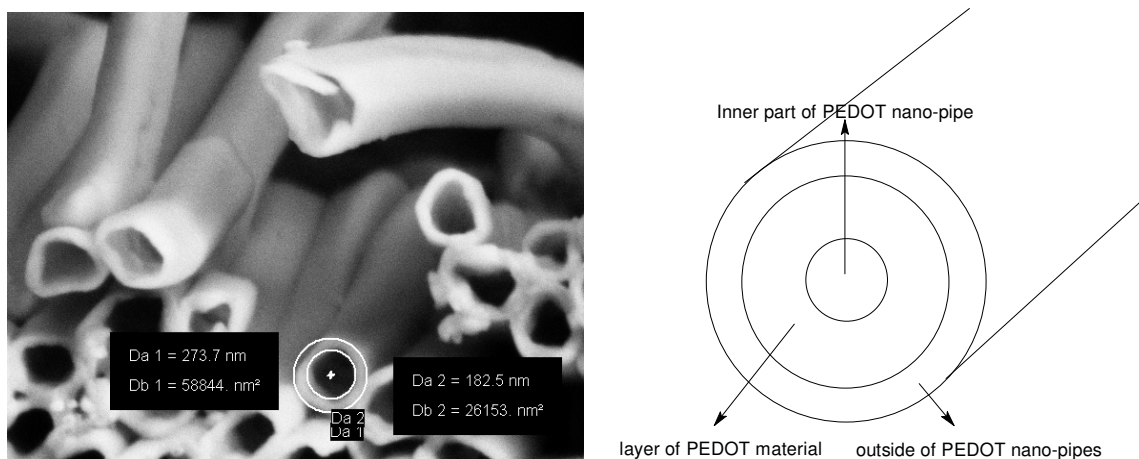 Da 1 = 273.7 nm
Db 1 = 58844. nm²
Da 2 = 182.5 nm
Db 2 = 26153. nm²
Da 2
Da 1
Inner part of PEDOT nano-pipe
layer of PEDOT material
outside of PEDOT nano-pipes